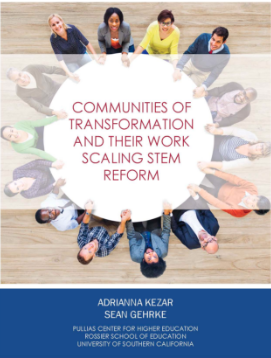 COMMUNITIES OF
TRANSFORMATION
AND THEIR WORK
SCALING STEM
REFORM
ADRIANNA KEZAR
SEAN GEHRKE
PULLIAS CENTER FOR HIGHER EDUCATION
ROSSIER SCHOOL OF EDUCATION
UNIVERSITY OF SOUTHERN CALIFORNIA